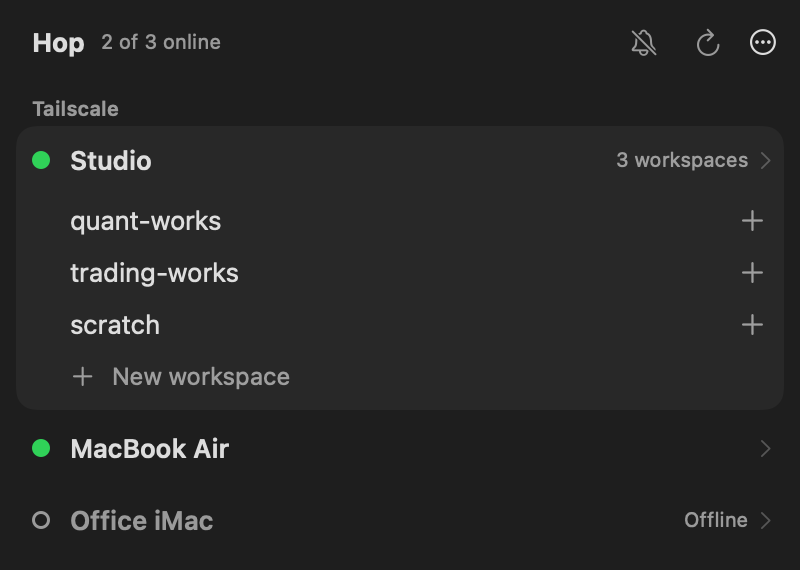 Hop 2 of 3 online
Tailscale
Studio 3 workspaces
quant-works
trading-works
scratch
New workspace
MacBook Air
Office iMac Offline